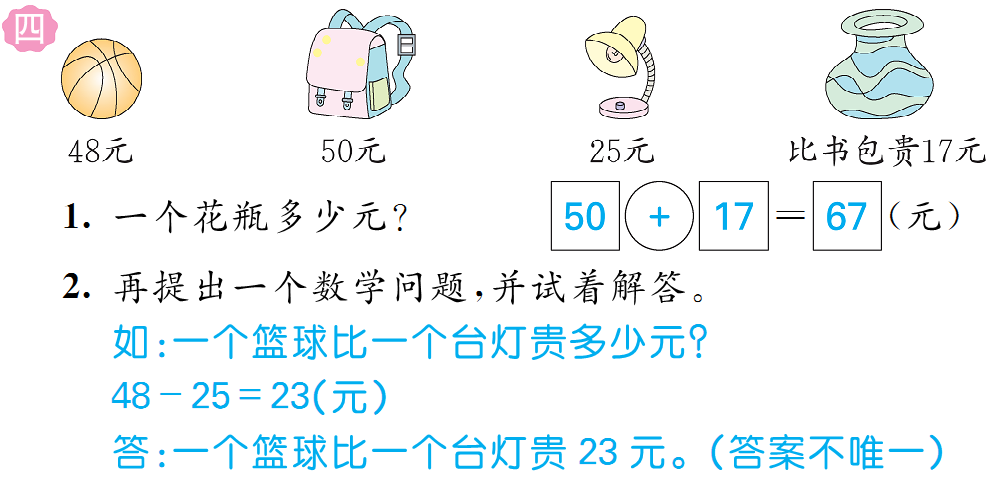 四
48元 50元 25元 比书包贵17元
1. 一个花瓶多少元? 50 + 17 = 67 (元)
2. 再提出一个数学问题,并试着解答。
如:一个篮球比一个台灯贵多少元?
48-25=23(元)
答:一个篮球比一个台灯贵 23 元。(答案不唯一)